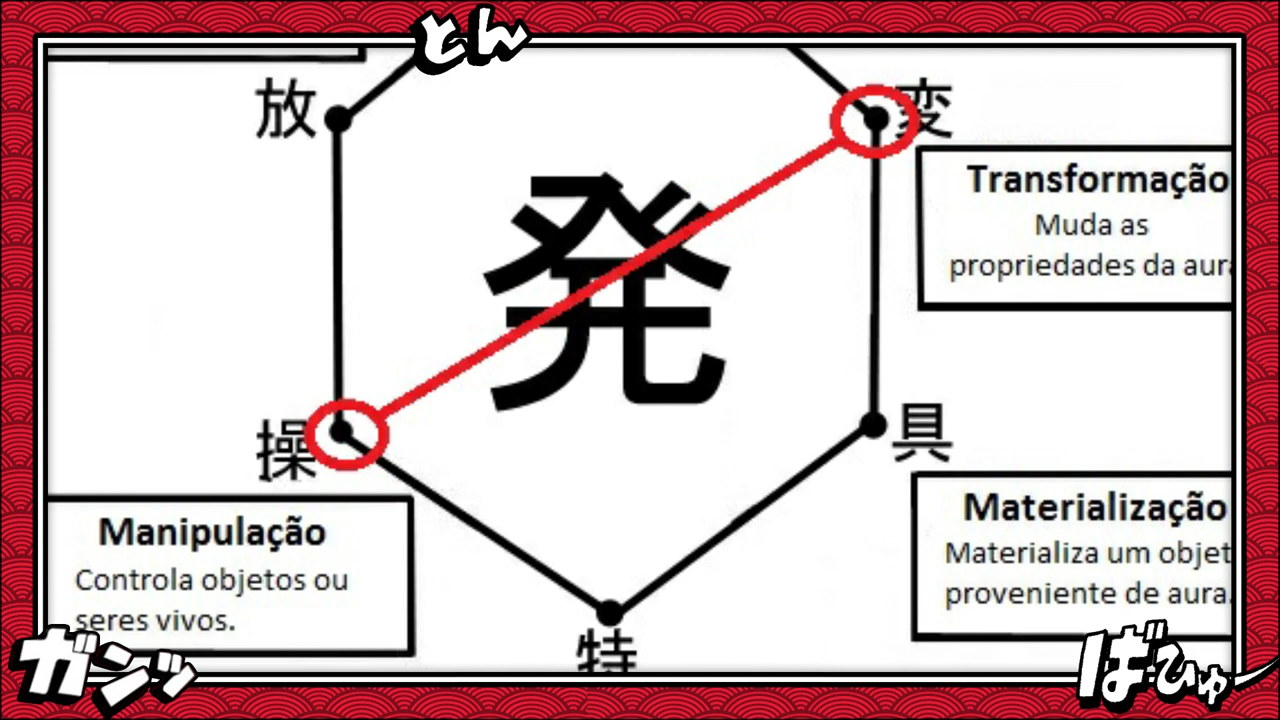 とん
放
変
Transformação
Muda as
propriedades da aura
発
操
具
Manipulação
Controla objetos ou
seres vivos.
Materialização
Materializa um objet
proveniente de aura.
特
ガンッ
ばひゅー